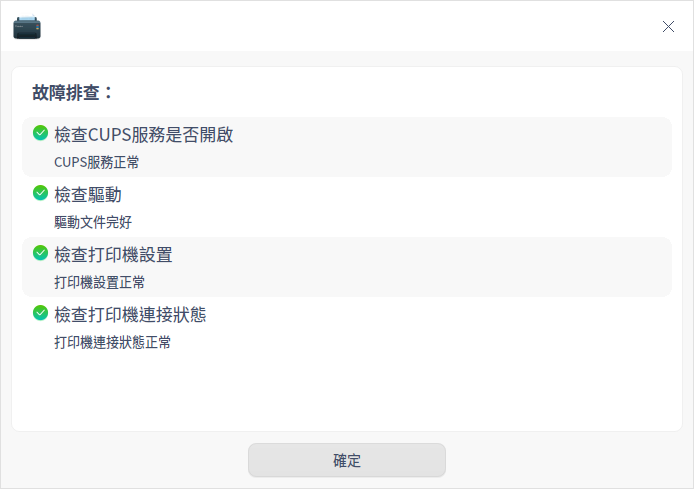 故障排查：
檢查CUPS服務是否開啟
CUPS服務正常
檢查驅動
驅動文件完好
檢查打印機設置
打印機設置正常
檢查打印機連接狀態
打印機連接狀態正常
確定